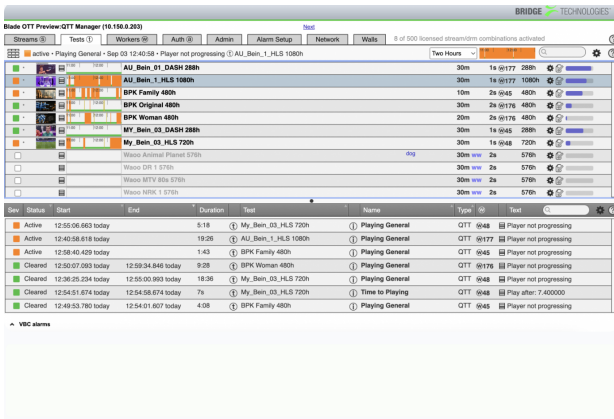 BRIDGE TECHNOLOGIES
Blade OTT Preview:QTT Manager (10.150.0.203) Next
Streams Tests Workers Auth Admin Alarm Setup Network Walls 8 of 500 licensed stream/drm combinations activated
active • Playing General • Sep 03 12:40:58 • Player not progressing AU_Bein_1_HLS 1080h Two Hours
AU_Bein_01_DASH 288h 30m 1s 177 288h
AU_Bein_1_HLS 1080h 30m 1s 177 1080h
BPK Family 480h 10m 2s 45 480h
BPK Original 480h 30m 2s 176 480h
BPK Woman 480h 20m 2s 176 480h
MY_Bein_03_DASH 288h 30m 1s 45 288h
My_Bein_03_HLS 720h 30m 1s 48 720h
Wsoo Animal Planet 576h dog 30m ww 2s 576h
Wsoo DR 1 576h 30m ww 2s 576h
Wsoo MTV 80s 576h 30m ww 2s 576h
Wsoo NRK 1 576h 30m ww 2s 576h
Sev Status Start End Duration Test Name Type Text
Active 12:55:06.663 today 5:18 My_Bein_03_HLS 720h Playing General QTT 48 Player not progressing
Active 12:40:58.618 today 19:26 AU_Bein_1_HLS 1080h Playing General QTT 177 Player not progressing
Active 12:58:40.429 today 1:43 BPK Family 480h Playing General QTT 45 Player not progressing
Cleared 12:50:07.093 today 12:59:34.846 today 9:28 BPK Woman 480h Playing General QTT 176 Player not progressing
Cleared 12:36:25.234 today 12:55:00.993 today 18:36 My_Bein_03_HLS 720h Playing General QTT 48 Player not progressing
Cleared 12:54:51.674 today 12:54:58.674 today 7s My_Bein_03_HLS 720h Time to Playing QTT 48 Play after: 7.400000
Cleared 12:49:53.780 today 12:54:01.607 today 4:08 BPK Family 480h Playing General QTT 45 Player not progressing
VBC alarms